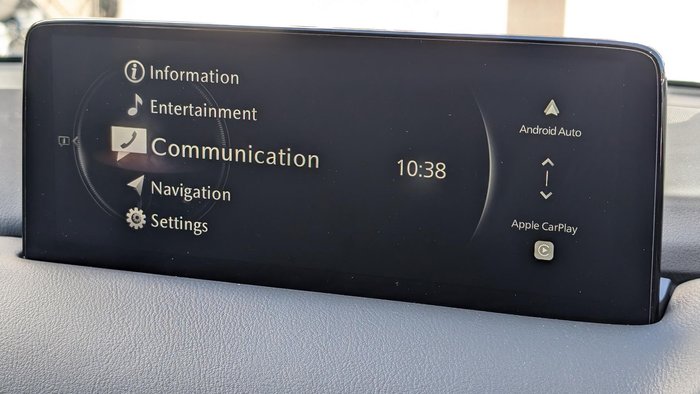 Information
Entertainment
Communication
Navigation
Settings
10:38
Android Auto
Apple CarPlay